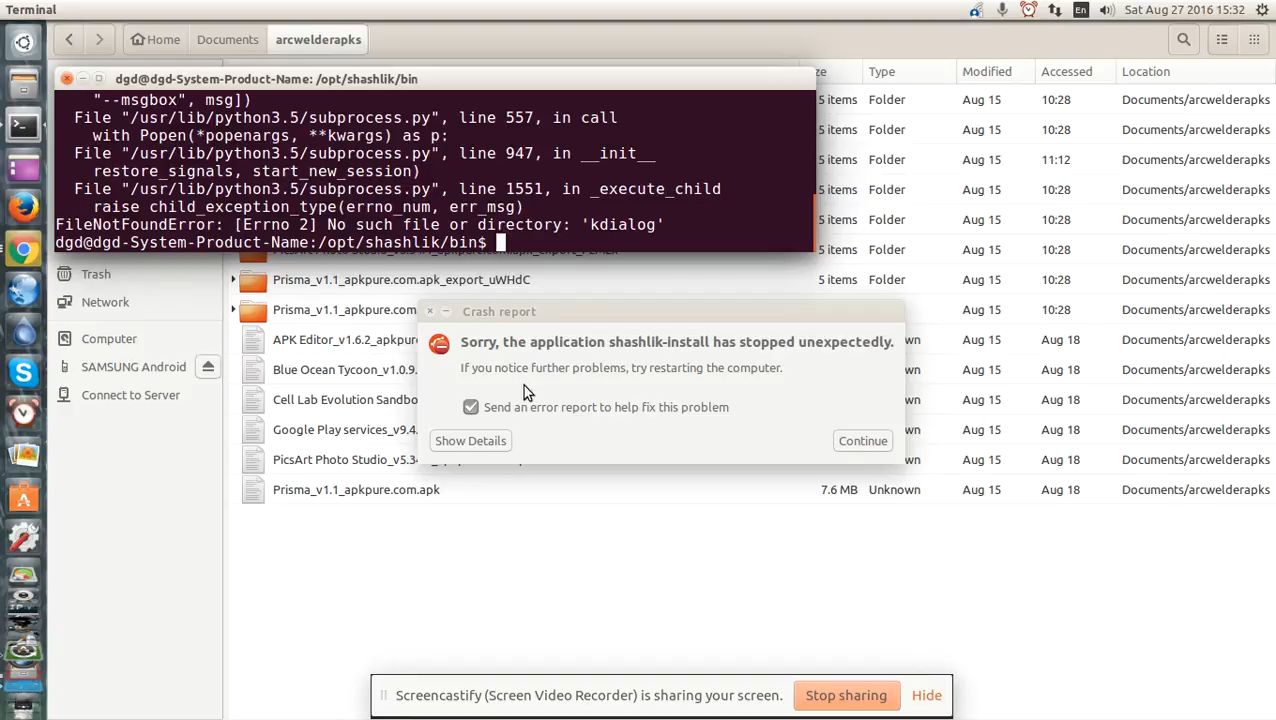 Terminal
En
Sat Aug 27 2016 15:32
Home
Documents
arcwelderapks
dgd@dgd-System-Product-Name: /opt/shashlik/bin
Type
Modified
Accessed
Location
"--msgbox", msg])
File "/usr/lib/python3.5/subprocess.py", line 557, in call
with Popen(*popenargs, **kwargs) as p:
File "/usr/lib/python3.5/subprocess.py", line 947, in __init__
restore_signals, start_new_session)
File "/usr/lib/python3.5/subprocess.py", line 1551, in _execute_child
raise child_exception_type(errno_num, err_msg)
FileNotFoundError: [Errno 2] No such file or directory: 'kdialog'
dgd@dgd-System-Product-Name:/opt/shashlik/bin$
5 items Folder Aug 15 10:28 Documents/arcwelderapks
5 items Folder Aug 15 11:12 Documents/arcwelderapks
5 items Folder Aug 15 10:28 Documents/arcwelderapks
5 items Folder Aug 15 10:28 Documents/arcwelderapks
5 items Folder Aug 15 10:28 Documents/arcwelderapks
5 items Folder Aug 15 10:28 Documents/arcwelderapks
Trash
Network
Computer
SAMSUNG Android
Connect to Server
Prisma_v1.1_apkpure.com.apk_export_uWHdC 5 items Folder Aug 15 10:28 Documents/arcwelderapks
Prisma_v1.1_apkpure.com 5 items Folder Aug 15 10:28 Documents/arcwelderapks
APK Editor_v1.6.2_apkpure Aug 18 Aug 18 Documents/arcwelderapks
Blue Ocean Tycoon_v1.0.9. Aug 15 Aug 18 Documents/arcwelderapks
Cell Lab Evolution Sandbo Aug 15 Aug 18 Documents/arcwelderapks
Google Play services_v9.4. Aug 15 Aug 18 Documents/arcwelderapks
PicsArt Photo Studio_v5.3 Aug 15 Aug 18 Documents/arcwelderapks
Prisma_v1.1_apkpure.com.apk 7.6 MB Unknown Aug 15 Aug 18 Documents/arcwelderapks
Crash report
Sorry, the application shashlik-install has stopped unexpectedly.
If you notice further problems, try restarting the computer.
Send an error report to help fix this problem
Show Details
Continue
Screencastify (Screen Video Recorder) is sharing your screen.
Stop sharing
Hide